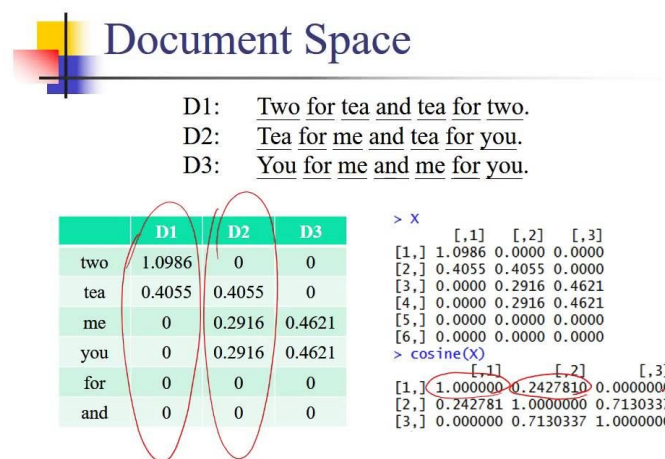 Document Space
D1: Two for tea and tea for two.
D2: Tea for me and tea for you.
D3: You for me and me for you.
D1 D2 D3
two 1.0986 0 0
tea 0.4055 0.4055 0
me 0 0.2916 0.4621
you 0 0.2916 0.4621
for 0 0 0
and 0 0 0
> X
[,1] [,2] [,3]
[1,] 1.0986 0.0000 0.0000
[2,] 0.4055 0.4055 0.0000
[3,] 0.0000 0.2916 0.4621
[4,] 0.0000 0.2916 0.4621
[5,] 0.0000 0.0000 0.0000
[6,] 0.0000 0.0000 0.0000
> cosine(X)
[,1] [,2] [,3]
[1,] 1.000000 0.2427810 0.0000000
[2,] 0.242781 1.0000000 0.7130337
[3,] 0.000000 0.7130337 1.0000000